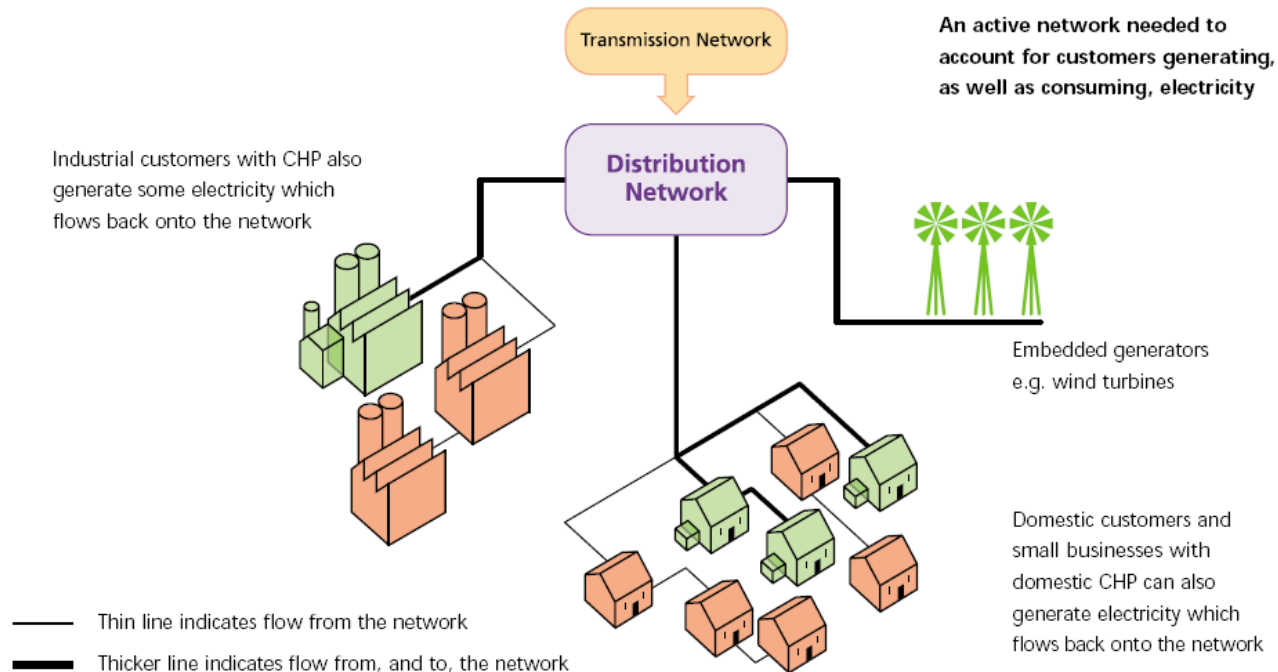 Transmission Network
An active network needed to
account for customers generating,
as well as consuming, electricity
Distribution
Network
Industrial customers with CHP also
generate some electricity which
flows back onto the network
Embedded generators
e.g. wind turbines
Domestic customers and
small businesses with
domestic CHP can also
generate electricity which
flows back onto the network
Thin line indicates flow from the network
Thicker line indicates flow from, and to, the network